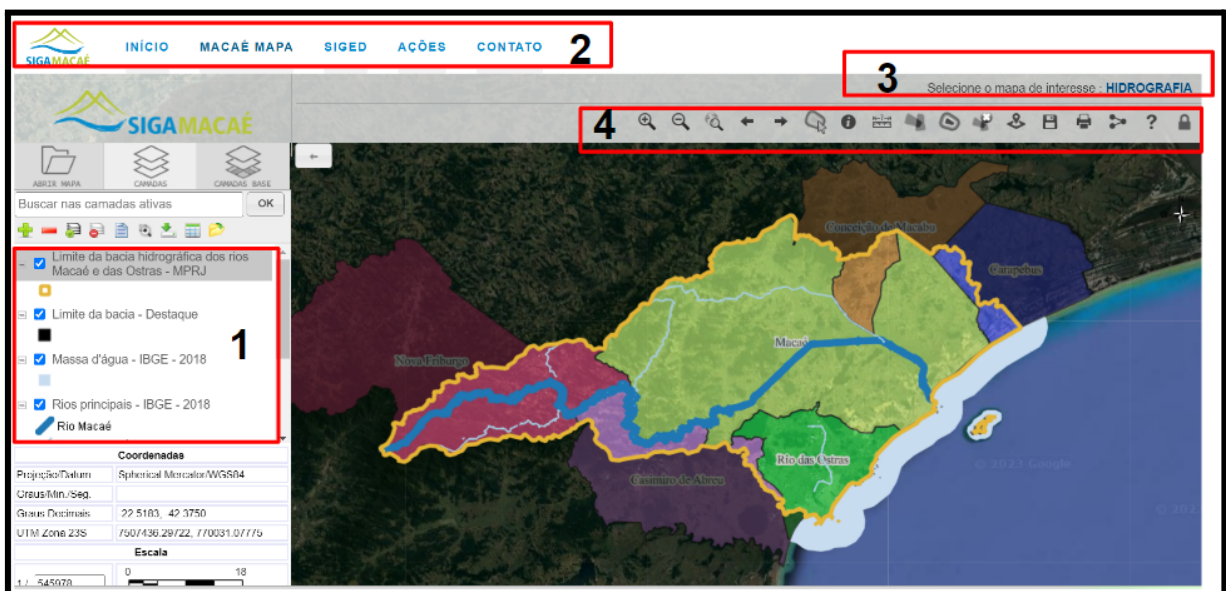 SIGAMACAÉ
INÍCIO MACAÉ MAPA SIGED AÇÕES CONTATO 2
3
Selecione o mapa de interesse : HIDROGRAFIA
SIGAMACAÉ
4
ABRIR MAPA CAMADAS CAMADAS BASE
Buscar nas camadas ativas OK
Limite da bacia hidrográfica dos rios
Macaé e das Ostras - MPRJ
Limite da bacia - Destaque
1
Massa d'água - IBGE - 2018
Rios principais - IBGE - 2018
Rio Macaé
Coordenadas
Projeção/Datum Spherical Mercator/WGS84
Graus/Min./Seg.
Graus Decimais -22.5183, -42.3750
UTM Zona 23S 7507436.29722, 770031.07775
Escala
1 / 545978
0 18
Conceição de Macabu
Carapebus
Macaé
Nova Friburgo
Rio das Ostras
Casimiro de Abreu
© 2023 Google
© 202